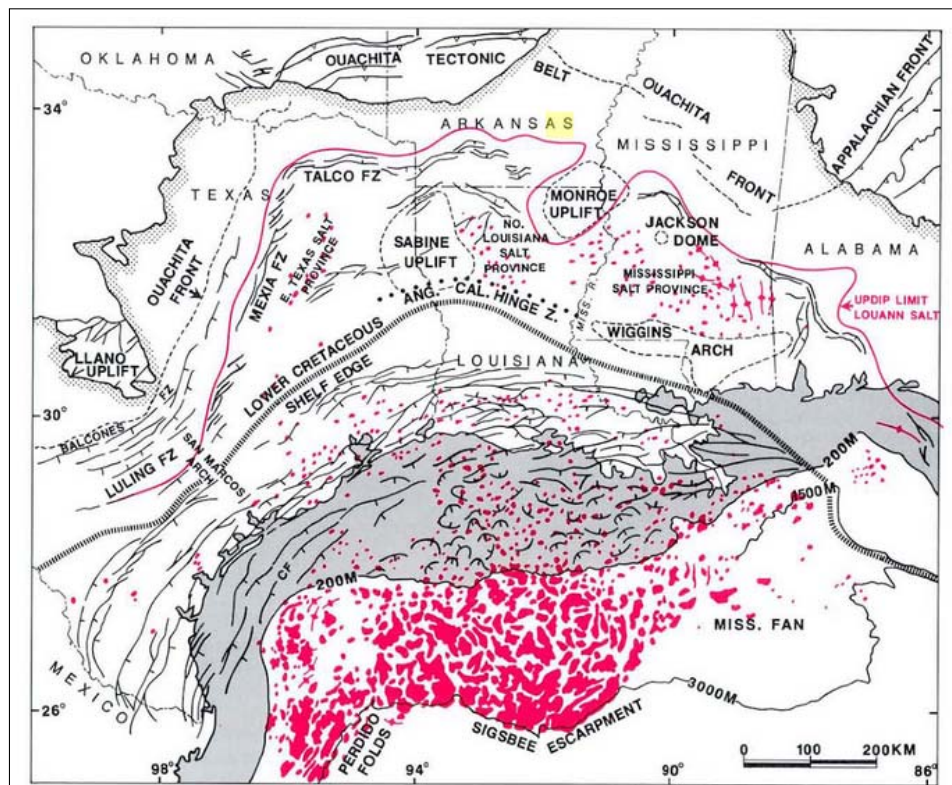 OKLAHOMA
OUACHITA TECTONIC
BELT
OUACHITA
FRONT
APPALACHIAN FRONT
34°
ARKANSAS
MISSISSIPPI
TEXAS
TALCO FZ
MONROE
UPLIFT
JACKSON
DOME
ALABAMA
OUACHITA
FRONT
MEXIA FZ
E. TEXAS SALT
PROVINCE
SABINE
UPLIFT
NO.
LOUISIANA
SALT
PROVINCE
MISSISSIPPI
SALT PROVINCE
UPDIP LIMIT
LOUANN SALT
ANG. CAL. HINGE Z.
MISS. R.
WIGGINS
ARCH
LLANO
UPLIFT
LOWER CRETACEOUS
SHELF EDGE
LOUISIANA
30°
BALCONES FZ
LULING FZ
SAN MARCOS
ARCH
200M
1500M
CF
200M
MISS. FAN
MEXICO
3000M
26°
PERDIDO
FOLDS
SIGSBEE ESCARPMENT
0 100 200KM
98° 94° 90° 86°